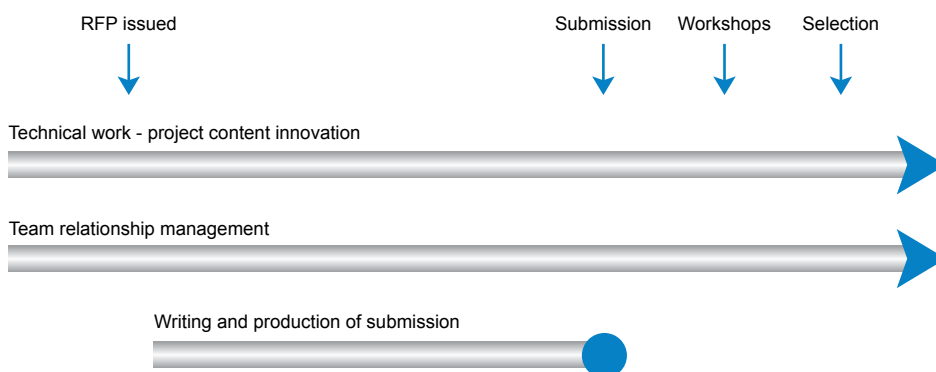 RFP issued
Submission
Workshops
Selection
Technical work - project content innovation
Team relationship management
Writing and production of submission